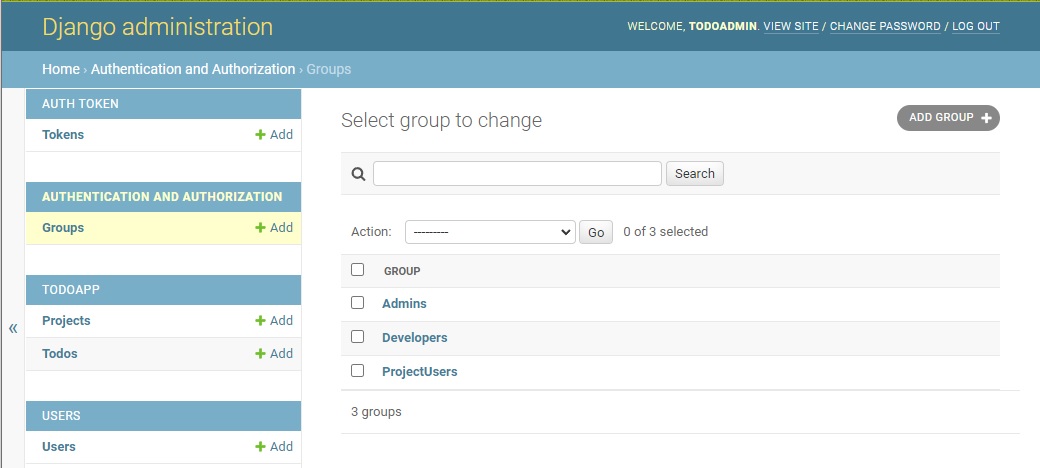 Django administration
WELCOME, TODOADMIN. VIEW SITE / CHANGE PASSWORD / LOG OUT
Home › Authentication and Authorization › Groups
AUTH TOKEN
Tokens + Add
AUTHENTICATION AND AUTHORIZATION
Groups + Add
TODOAPP
Projects + Add
Todos + Add
USERS
Users + Add
«
Select group to change
ADD GROUP +
Search
Action: --------- Go 0 of 3 selected
GROUP
Admins
Developers
ProjectUsers
3 groups